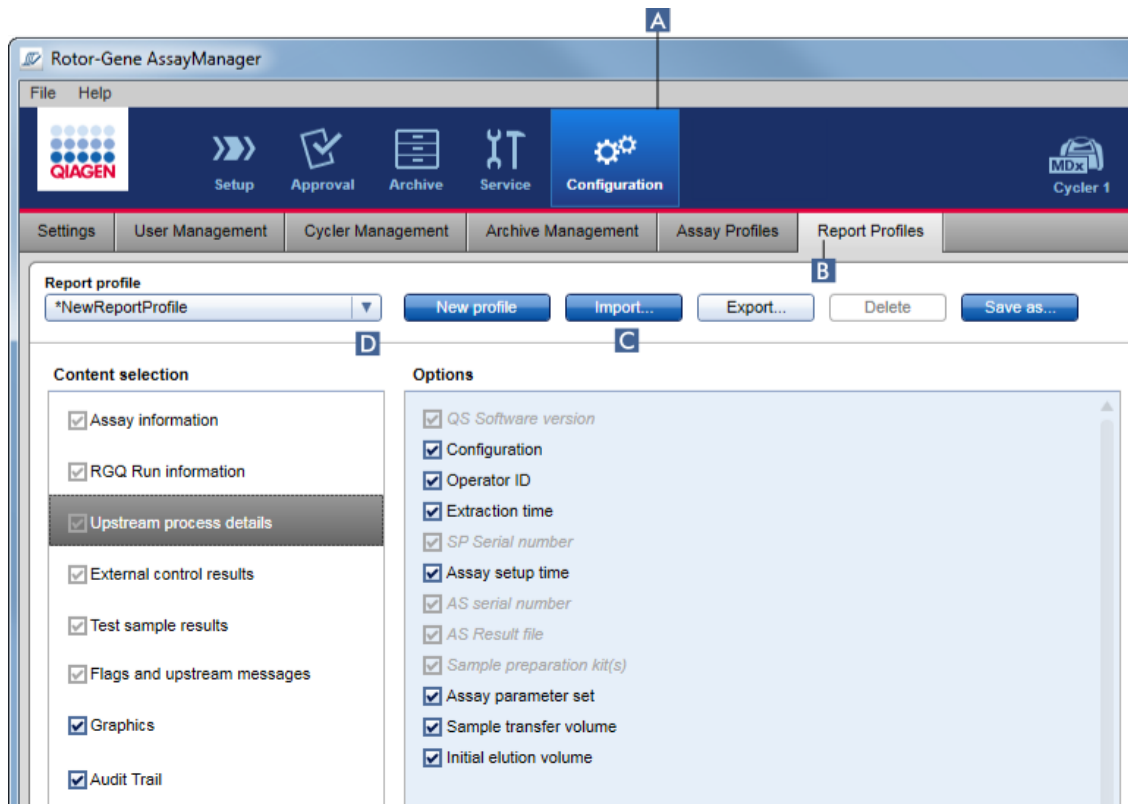 A
Rotor-Gene AssayManager
File Help
QIAGEN
Setup Approval Archive Service Configuration
MDx
Cycler 1
Settings User Management Cycler Management Archive Management Assay Profiles Report Profiles
B
Report profile
*NewReportProfile New profile Import... Export... Delete Save as...
D C
Content selection Options
Assay information
RGQ Run information
Upstream process details
External control results
Test sample results
Flags and upstream messages
Graphics
Audit Trail
QS Software version
Configuration
Operator ID
Extraction time
SP Serial number
Assay setup time
AS serial number
AS Result file
Sample preparation kit(s)
Assay parameter set
Sample transfer volume
Initial elution volume